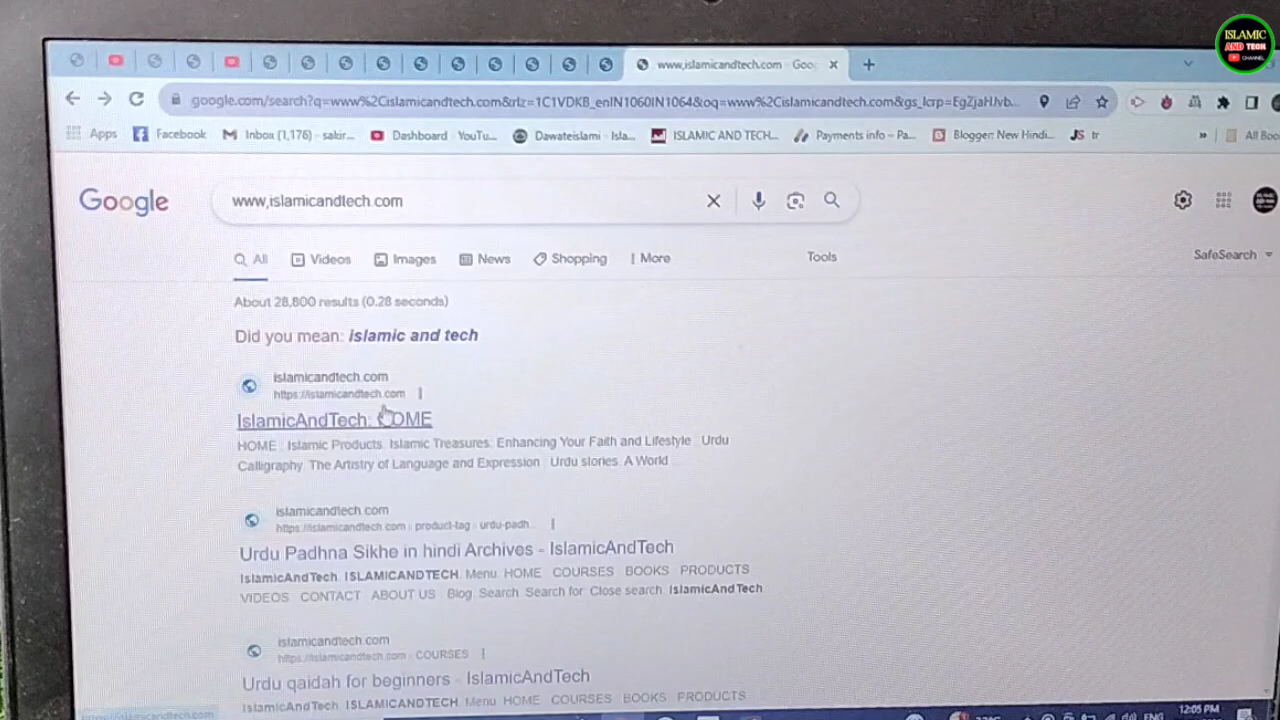 ISLAMIC
AND TECH
CHANNEL
www,islamicandtech.com - Goo
google.com/search?q=www%2Cislamicandtech.com&rlz=1C1VDKB_enIN1060IN1064&oq=www%2Cislamicandtech.com&gs_lcrp=EgZjaHJvb...
Apps Facebook Inbox (1,176) - sakir... Dashboard - YouTu... Dawateislami - Isla... ISLAMIC AND TECH... Payments info – Pa... Blogger: New Hindi... JS tr » All Boo
Google www,islamicandtech.com
All Videos Images News Shopping More Tools SafeSearch
About 28,800 results (0.28 seconds)
Did you mean: islamic and tech
islamicandtech.com
https://islamicandtech.com
IslamicAndTech: HOME
HOME · Islamic Products. Islamic Treasures: Enhancing Your Faith and Lifestyle · Urdu
Calligraphy. The Artistry of Language and Expression · Urdu stories. A World ...
islamicandtech.com
https://islamicandtech.com › product-tag › urdu-padh...
Urdu Padhna Sikhe in hindi Archives - IslamicAndTech
IslamicAndTech. ISLAMICANDTECH. Menu. HOME · COURSES · BOOKS · PRODUCTS ·
VIDEOS · CONTACT · ABOUT US · Blog. Search. Search for: Close search. IslamicAndTech.
islamicandtech.com
https://islamicandtech.com › COURSES
Urdu qaidah for beginners - IslamicAndTech
IslamicAndTech. ISLAMICANDTECH. Menu. HOME · COURSES · BOOKS · PRODUCTS ·
https://islamicandtech.com
ENG 12:05 PM